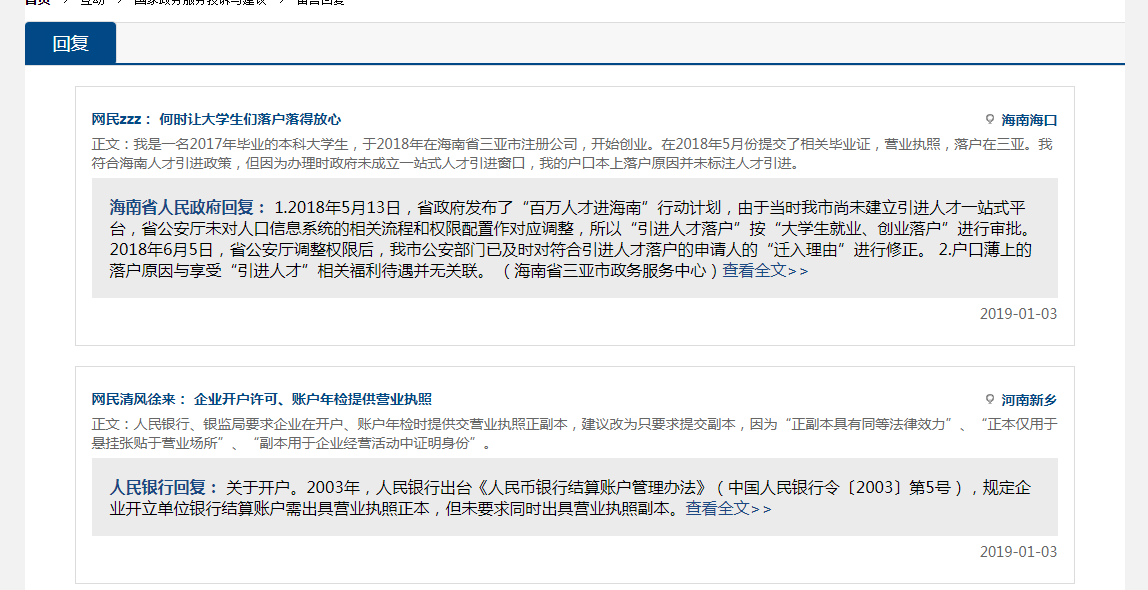 首页 > 互动 > 国家政务服务投诉与建议 > 留言回复
回复
网民zzz： 何时让大学生们落户落得放心
海南海口
正文：我是一名2017年毕业的本科大学生，于2018年在海南省三亚市注册公司，开始创业。在2018年5月份提交了相关毕业证，营业执照，落户在三亚。我
符合海南人才引进政策，但因为办理时政府未成立一站式人才引进窗口，我的户口本上落户原因并未标注人才引进。
海南省人民政府回复： 1.2018年5月13日，省政府发布了“百万人才进海南”行动计划，由于当时我市尚未建立引进人才一站式平
台，省公安厅未对人口信息系统的相关流程和权限配置作对应调整，所以“引进人才落户”按“大学生就业、创业落户”进行审批。
2018年6月5日，省公安厅调整权限后，我市公安部门已及时对符合引进人才落户的申请人的“迁入理由”进行修正。 2.户口薄上的
落户原因与享受“引进人才”相关福利待遇并无关联。（海南省三亚市政务服务中心）查看全文>>
2019-01-03
网民清风徐来： 企业开户许可、账户年检提供营业执照
河南新乡
正文：人民银行、银监局要求企业在开户、账户年检时提供交营业执照正副本，建议改为只要求提交副本，因为“正副本具有同等法律效力”、“正本仅用于
悬挂张贴于营业场所”、“副本用于企业经营活动中证明身份”。
人民银行回复： 关于开户。2003年，人民银行出台《人民币银行结算账户管理办法》（中国人民银行令〔2003〕第5号），规定企
业开立单位银行结算账户需出具营业执照正本，但未要求同时出具营业执照副本。查看全文>>
2019-01-03